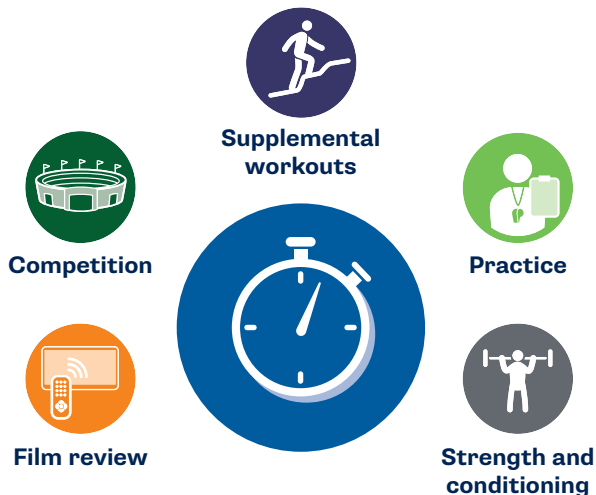 Supplemental
workouts
Competition
Practice
Film review
Strength and
conditioning